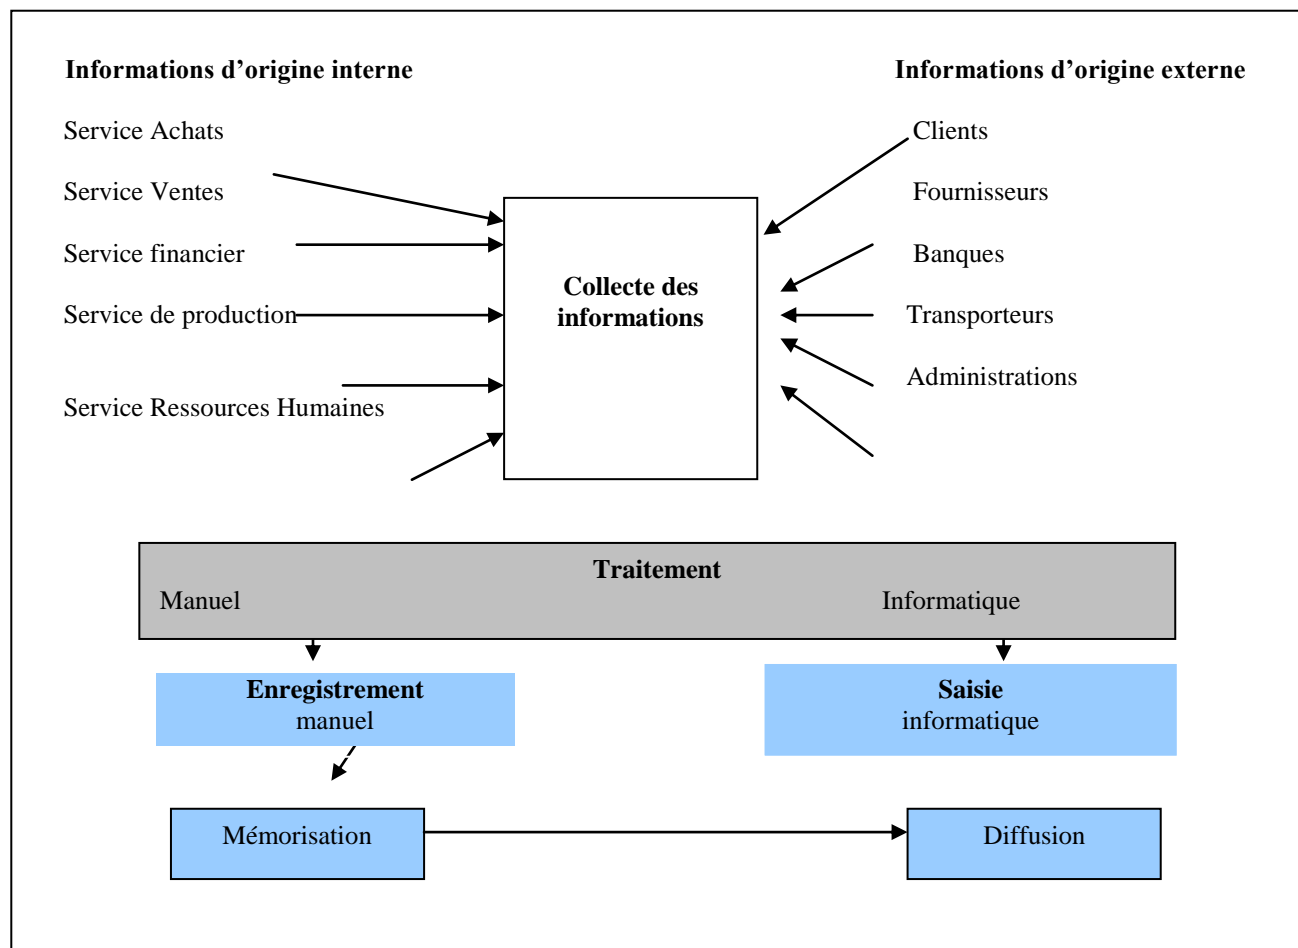 Informations d’origine interne
Informations d’origine externe
Service Achats
Clients
Service Ventes
Fournisseurs
Service financier
Banques
Service de production
Transporteurs
Administrations
Service Ressources Humaines
Collecte des
informations
Traitement
Manuel
Informatique
Enregistrement
manuel
Saisie
informatique
Mémorisation
Diffusion